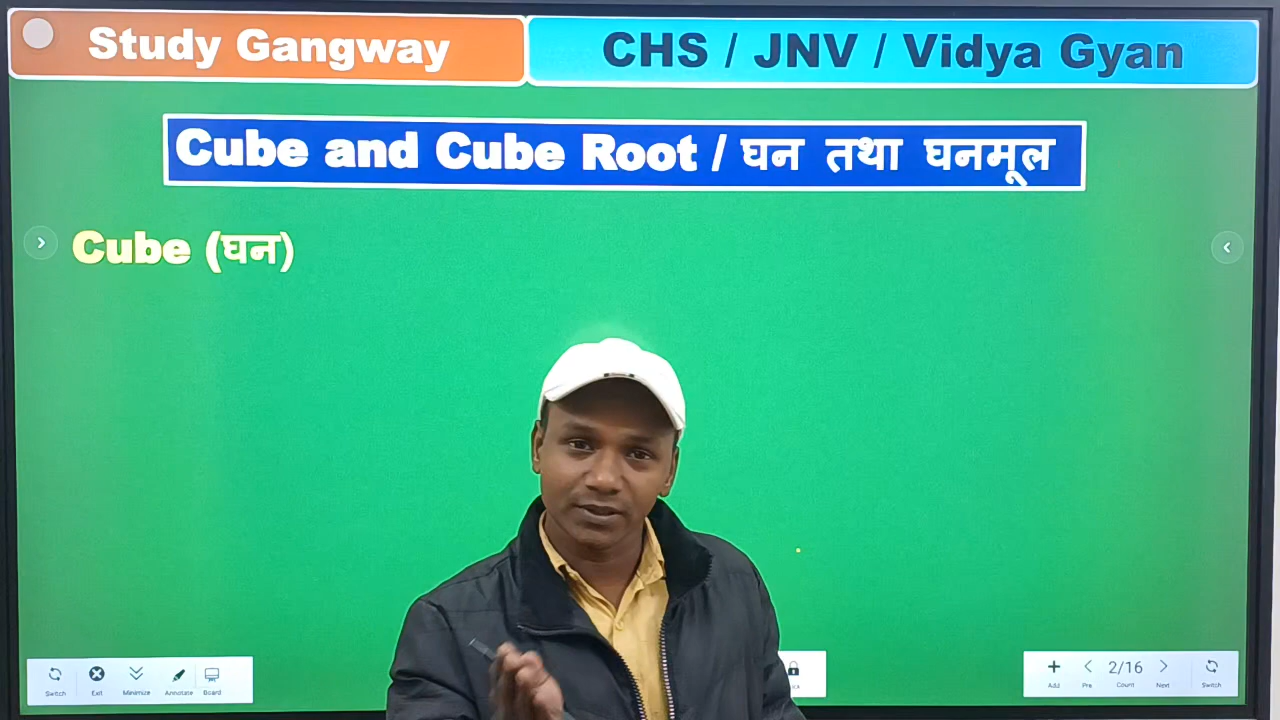 Study Gangway
CHS / JNV / Vidya Gyan
Cube and Cube Root / घन तथा घनमूल
Cube (घन)
2/16
Switch Exit Minimize Annotate Board
Add Pre Count Next Switch